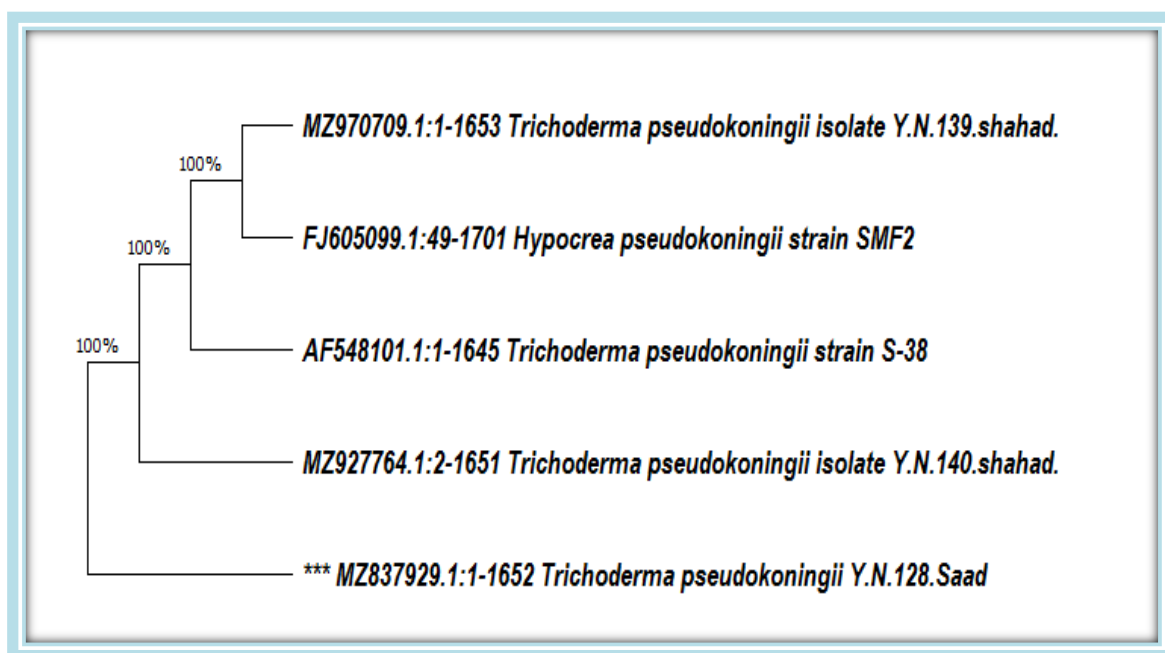 MZ970709.1:1-1653 Trichoderma pseudokoningii isolate Y.N.139.shahad.
100%
FJ605099.1:49-1701 Hypocrea pseudokoningii strain SMF2
100%
100%
AF548101.1:1-1645 Trichoderma pseudokoningii strain S-38
MZ927764.1:2-1651 Trichoderma pseudokoningii isolate Y.N.140.shahad.
*** MZ837929.1:1-1652 Trichoderma pseudokoningii Y.N.128.Saad